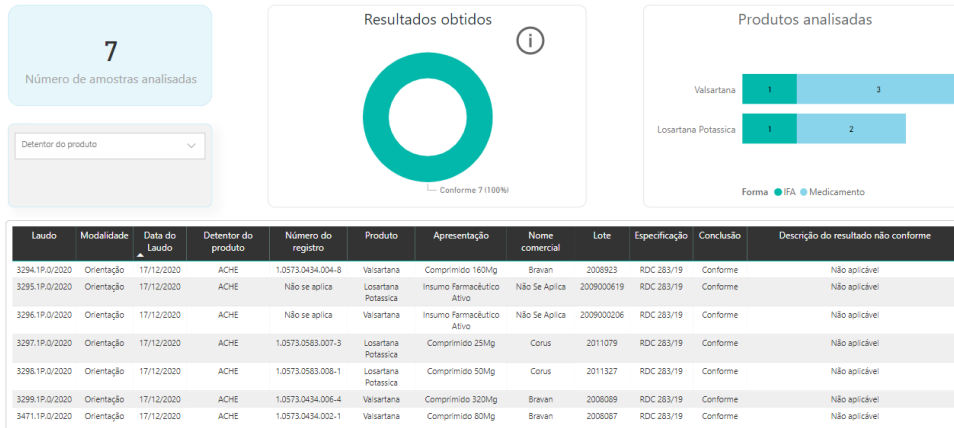 7
Número de amostras analisadas
Detentor do produto
Resultados obtidos
i
Conforme 7 (100%)
Produtos analisadas
Valsartana 1 3
Losartana Potassica 1 2
Forma IFA Medicamento
Laudo Modalidade Data do Laudo Detentor do produto Número do registro Produto Apresentação Nome comercial Lote Especificação Conclusão Descrição do resultado não conforme
3294.1P.0/2020 Orientação 17/12/2020 ACHE 1.0573.0434.004-8 Valsartana Comprimido 160Mg Bravan 2008923 RDC 283/19 Conforme Não aplicável
3295.1P.0/2020 Orientação 17/12/2020 ACHE Não se aplica Losartana Potassica Insumo Farmacêutico Ativo Não Se Aplica 2009000619 RDC 283/19 Conforme Não aplicável
3296.1P.0/2020 Orientação 17/12/2020 ACHE Não se aplica Valsartana Insumo Farmacêutico Ativo Não Se Aplica 2009000206 RDC 283/19 Conforme Não aplicável
3297.1P.0/2020 Orientação 17/12/2020 ACHE 1.0573.0583.007-3 Losartana Potassica Comprimido 25Mg Corus 2011079 RDC 283/19 Conforme Não aplicável
3298.1P.0/2020 Orientação 17/12/2020 ACHE 1.0573.0583.008-1 Losartana Potassica Comprimido 50Mg Corus 2011327 RDC 283/19 Conforme Não aplicável
3299.1P.0/2020 Orientação 17/12/2020 ACHE 1.0573.0434.006-4 Valsartana Comprimido 320Mg Bravan 2008089 RDC 283/19 Conforme Não aplicável
3471.1P.0/2020 Orientação 17/12/2020 ACHE 1.0573.0434.002-1 Valsartana Comprimido 80Mg Bravan 2008087 RDC 283/19 Conforme Não aplicável